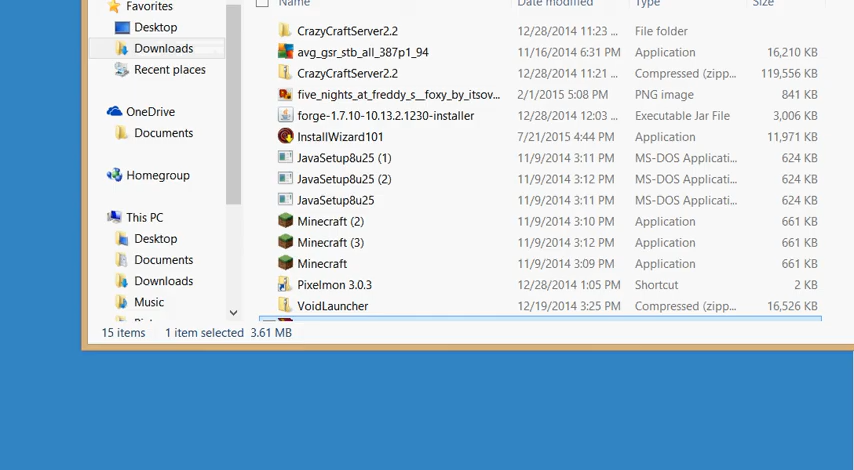 Favorites Name Date modified Type Size
Desktop CrazyCraftServer2.2 12/28/2014 11:23 ... File folder
Downloads avg_gsr_stb_all_387p1_94 11/16/2014 6:31 PM Application 16,210 KB
Recent places CrazyCraftServer2.2 12/28/2014 11:21 ... Compressed (zipp... 119,556 KB
five_nights_at_freddy_s__foxy_by_itsov... 2/1/2015 5:08 PM PNG image 841 KB
OneDrive forge-1.7.10-10.13.2.1230-installer 12/28/2014 12:03 ... Executable Jar File 3,006 KB
Documents InstallWizard101 7/21/2015 4:44 PM Application 11,971 KB
JavaSetup8u25 (1) 11/9/2014 3:11 PM MS-DOS Applicati... 624 KB
Homegroup JavaSetup8u25 (2) 11/9/2014 3:12 PM MS-DOS Applicati... 624 KB
JavaSetup8u25 11/9/2014 3:11 PM MS-DOS Applicati... 624 KB
This PC Minecraft (2) 11/9/2014 3:10 PM Application 661 KB
Desktop Minecraft (3) 11/9/2014 3:12 PM Application 661 KB
Documents Minecraft 11/9/2014 3:09 PM Application 661 KB
Downloads Pixelmon 3.0.3 12/28/2014 1:05 PM Shortcut 2 KB
Music VoidLauncher 12/19/2014 3:25 PM Compressed (zipp... 16,526 KB
15 items 1 item selected 3.61 MB